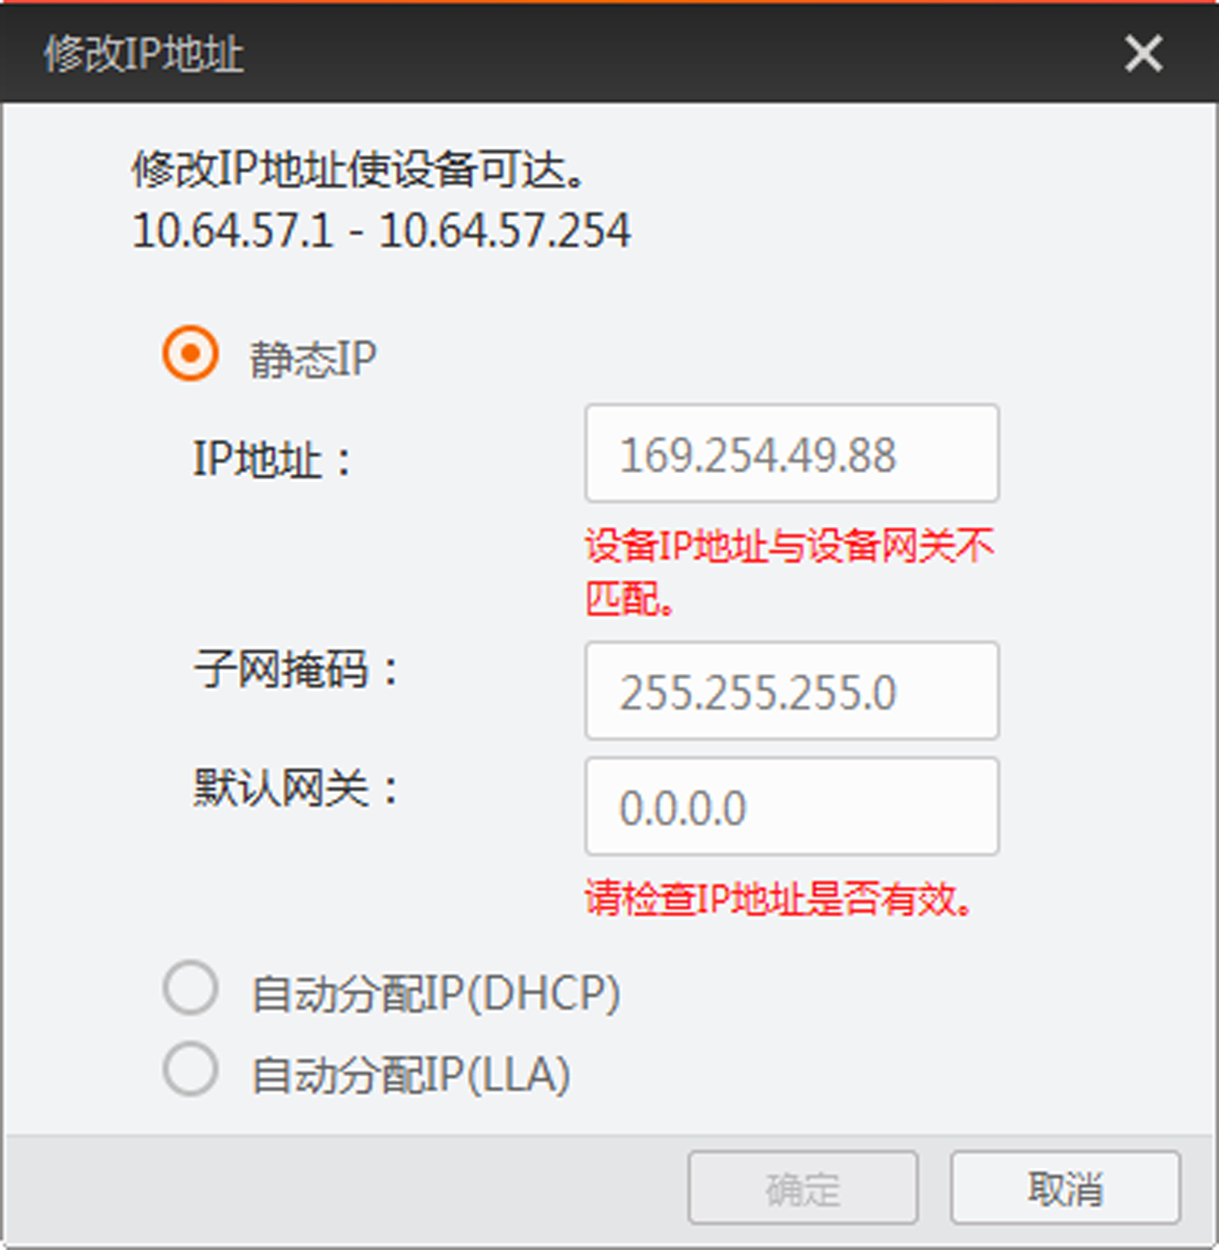 修改IP地址
修改IP地址使设备可达。
10.64.57.1 - 10.64.57.254
静态IP
IP地址：
169.254.49.88
设备IP地址与设备网关不
匹配。
子网掩码：
255.255.255.0
默认网关：
0.0.0.0
请检查IP地址是否有效。
自动分配IP(DHCP)
自动分配IP(LLA)
确定
取消